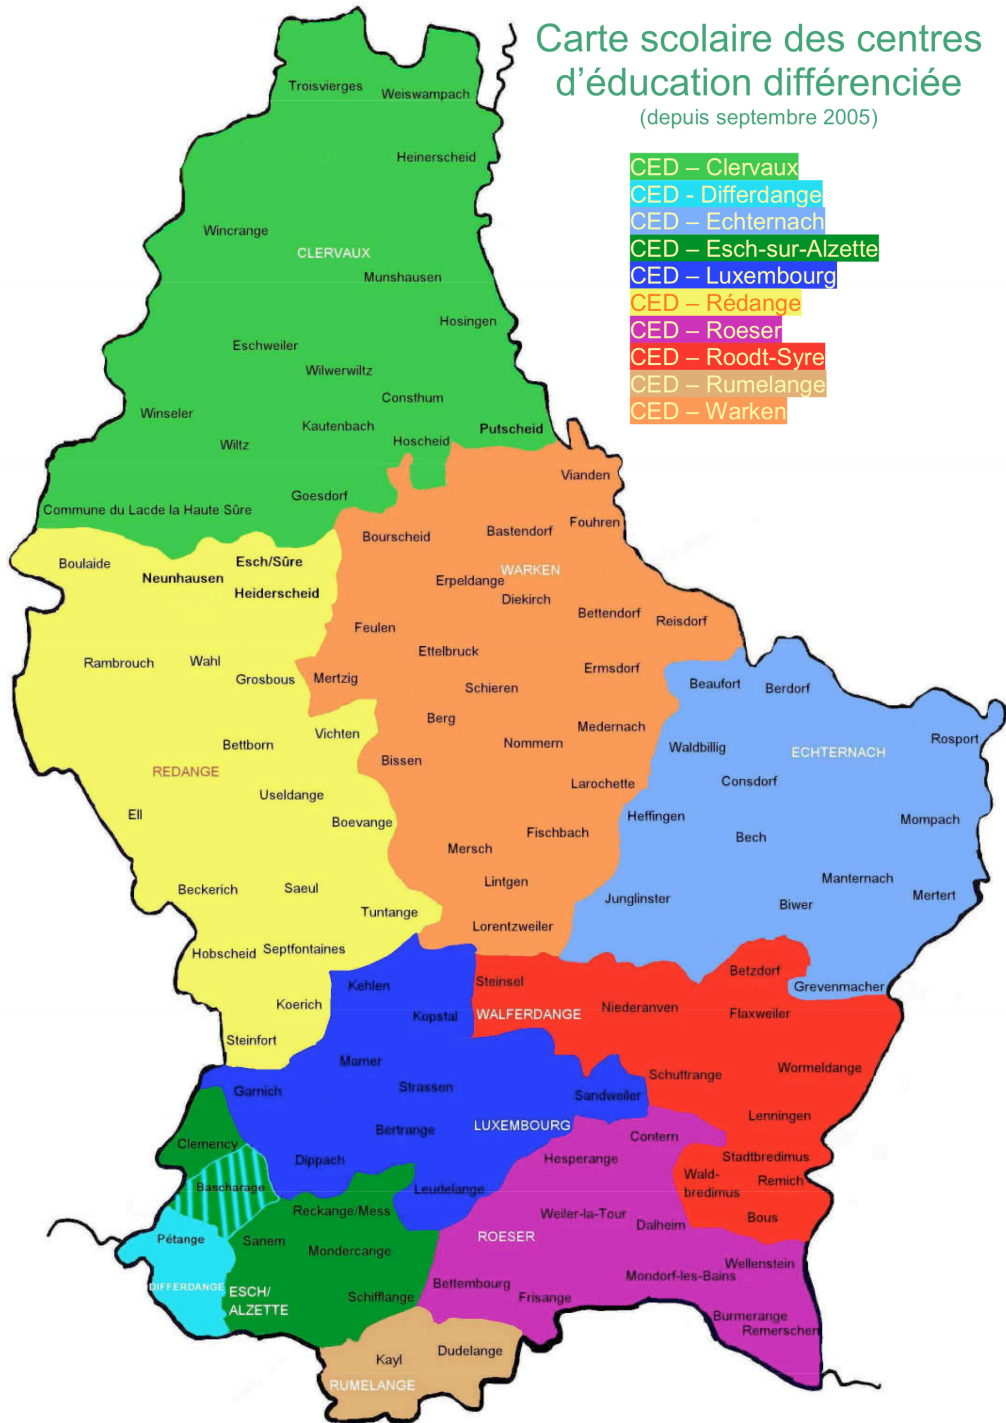 Carte scolaire des centres
d'éducation différenciée
(depuis septembre 2005)
CED – Clervaux
CED - Differdange
CED – Echternach
CED – Esch-sur-Alzette
CED – Luxembourg
CED – Rédange
CED – Roeser
CED – Roodt-Syre
CED – Rumelange
CED – Warken
Troisvierges
Weiswampach
Heinerscheid
Wincrange
CLERVAUX
Munshausen
Hosingen
Eschweiler
Wilwerwiltz
Consthum
Winseler
Kautenbach
Putscheid
Wiltz
Hoscheid
Vianden
Goesdorf
Commune du Lacde la Haute Sûre
Fouhren
Bastendorf
Bourscheid
Boulaide
Esch/Sûre
Neunhausen
WARKEN
Erpeldange
Heiderscheid
Diekirch
Bettendorf
Reisdorf
Feulen
Ettelbruck
Rambrouch
Wahl
Ermsdorf
Grosbous
Mertzig
Schieren
Beaufort
Berdorf
Berg
Medernach
Vichten
Bettborn
Nommern
Waldbillig
Rosport
ECHTERNACH
Bissen
REDANGE
Larochette
Consdorf
Useldange
Ell
Boevange
Heffingen
Mompach
Fischbach
Bech
Mersch
Lintgen
Manternach
Beckerich
Saeul
Junglinster
Biwer
Mertert
Tuntange
Lorentzweiler
Hobscheid
Septfontaines
Betzdorf
Steinsel
Kehlen
Grevenmacher
Koerich
Niederanven
Kopstal
WALFERDANGE
Flaxweiler
Steinfort
Mamer
Wormeldange
Schuttrange
Garnich
Strassen
Sandweiler
Lenningen
LUXEMBOURG
Bertrange
Contern
Clemency
Stadtbredimus
Dippach
Hesperange
Wald-
bredimus
Remich
Bascharage
Leudelange
Reckange/Mess
Weiler-la-Tour
Dalheim
Bous
Pétange
Sanem
ROESER
Mondercange
Wellenstein
Mondorf-les-Bains
DIFFERDANGE
ESCH/
ALZETTE
Bettembourg
Schifflange
Frisange
Burmerange
Remerschen
Dudelange
Kayl
RUMELANGE